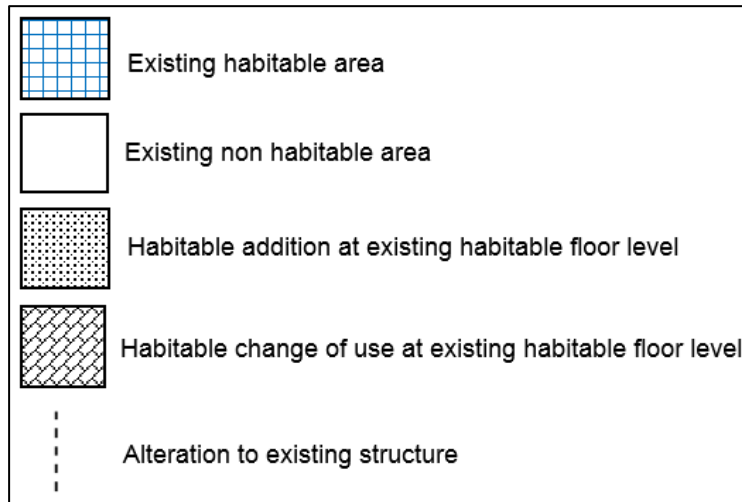 Existing habitable area
Existing non habitable area
Habitable addition at existing habitable floor level
Habitable change of use at existing habitable floor level
Alteration to existing structure